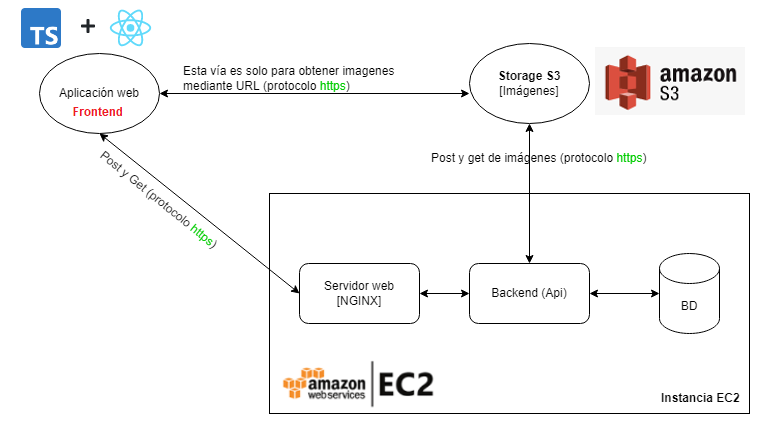 TS
+
Aplicación web
Frontend
Esta vía es solo para obtener imagenes
mediante URL (protocolo https)
Storage S3
[Imágenes]
amazon
S3
Post y Get (protocolo https)
Post y get de imágenes (protocolo https)
Servidor web
[NGINX]
Backend (Api)
BD
amazon
webservices
EC2
Instancia EC2